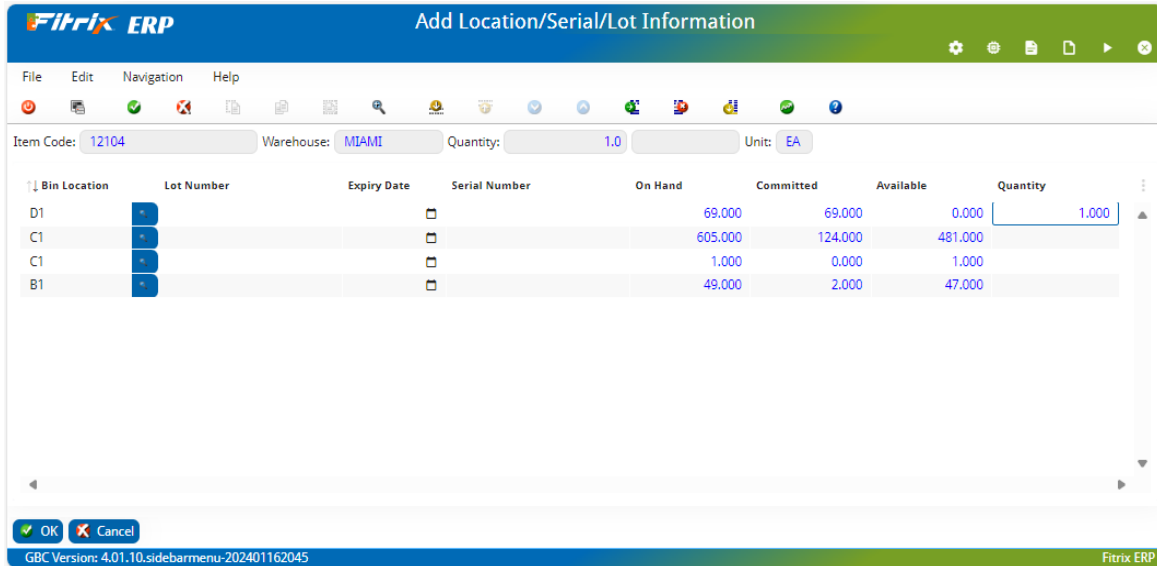 Fitrix ERP Add Location/Serial/Lot Information
File Edit Navigation Help
Item Code: 12104 Warehouse: MIAMI Quantity: 1.0 Unit: EA
Bin Location Lot Number Expiry Date Serial Number On Hand Committed Available Quantity
D1 69.000 69.000 0.000 1.000
C1 605.000 124.000 481.000
C1 1.000 0.000 1.000
B1 49.000 2.000 47.000
OK Cancel
GBC Version: 4.01.10.sidebarmenu-202401162045 Fitrix ERP